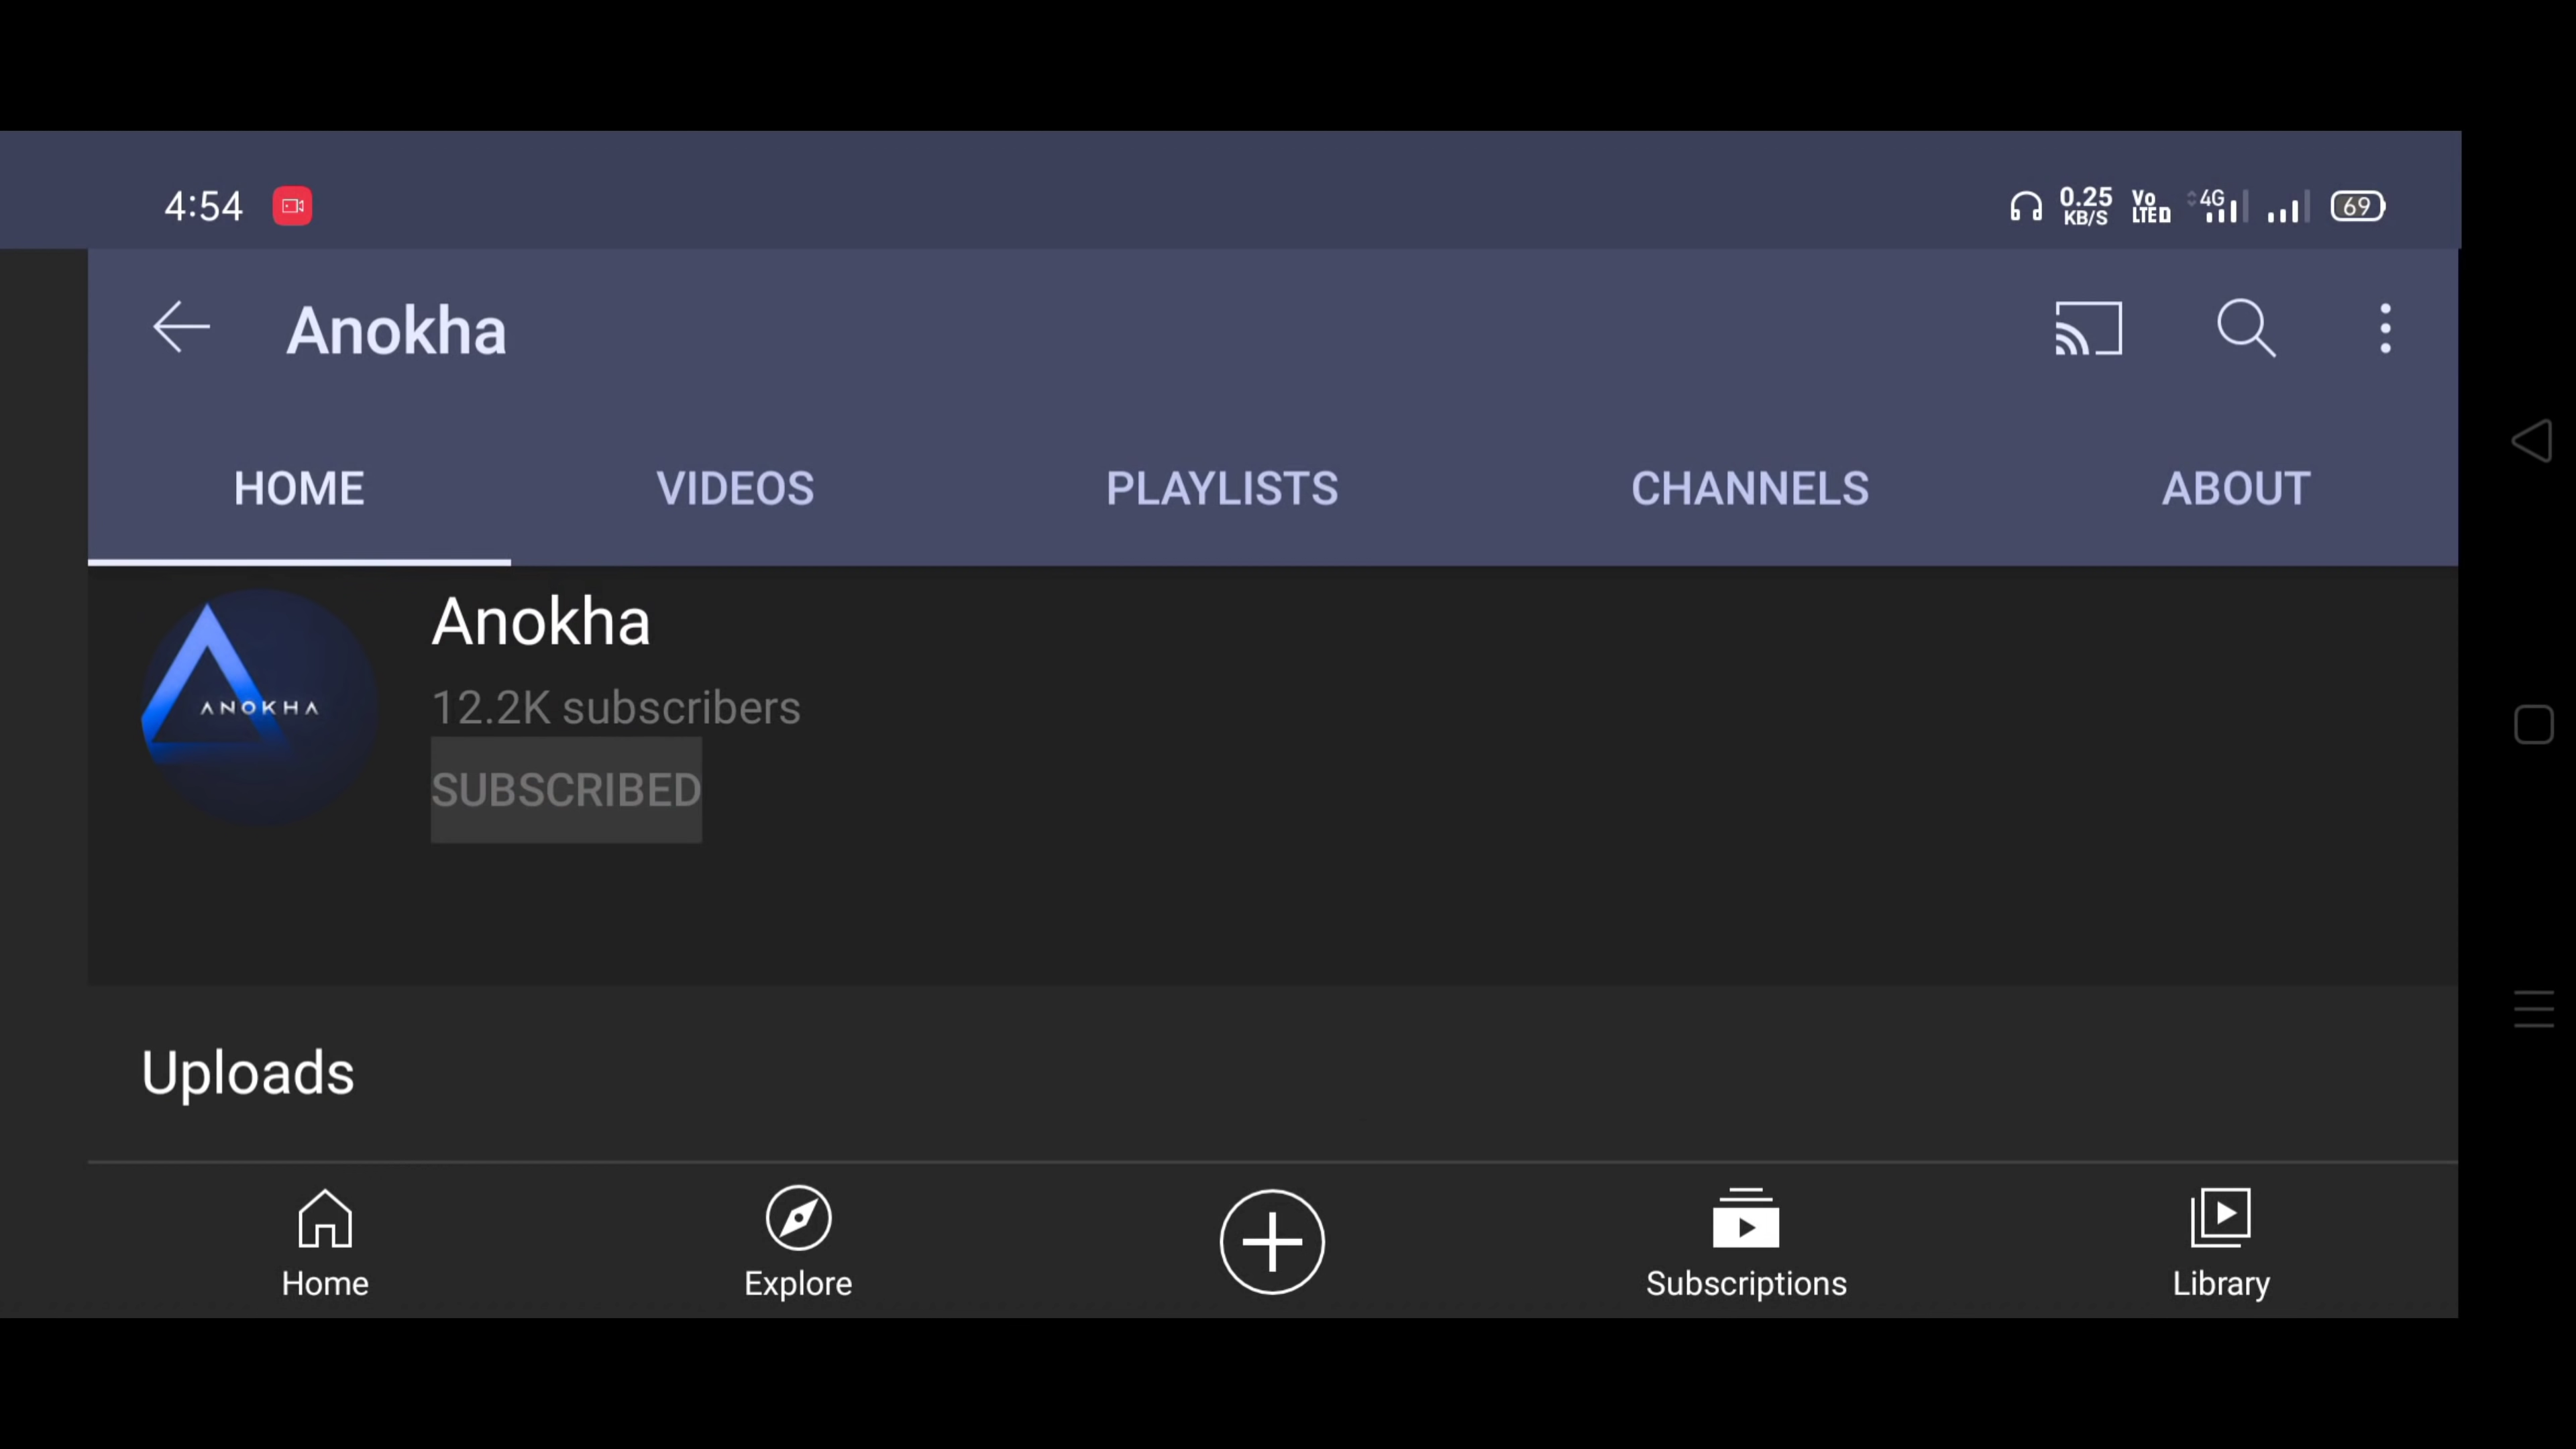 4:54 0.25 KB/S Vo LTE 4G 69
Anokha
HOME VIDEOS PLAYLISTS CHANNELS ABOUT
Anokha
ANOKHA
12.2K subscribers
SUBSCRIBED
Uploads
Home Explore Subscriptions Library